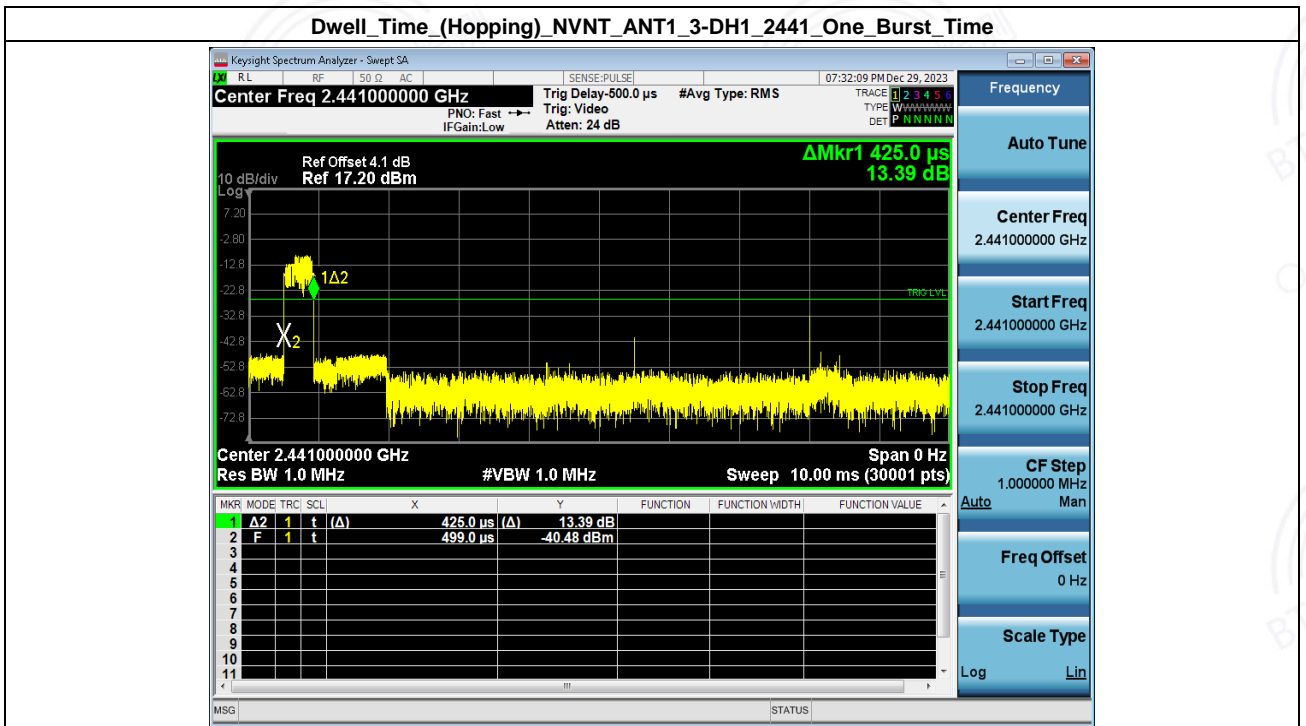 Dwell_Time_(Hopping)_NVNT_ANT1_3-DH1_2441_One_Burst_Time
Keysight Spectrum Analyzer - Swept SA
LXI RL RF 50 Ω AC SENSE:PULSE 07:32:09 PM Dec 29, 2023
Center Freq 2.441000000 GHz
PNO: Fast
IFGain:Low
Trig Delay-500.0 µs
Trig: Video
Atten: 24 dB
#Avg Type: RMS
TRACE 1 2 3 4 5 6
TYPE WWWWWW
DET P N N N N N
Frequency
ΔMkr1 425.0 µs
13.39 dB
Ref Offset 4.1 dB
10 dB/div Ref 17.20 dBm
Log
7.20
-2.80
-12.8
-22.8
-32.8
-42.8
-52.8
-62.8
-72.8
1Δ2
TRIG LVL
X2
Center 2.441000000 GHz Span 0 Hz
Res BW 1.0 MHz #VBW 1.0 MHz Sweep 10.00 ms (30001 pts)
MKR MODE TRC SCL X Y FUNCTION FUNCTION WIDTH FUNCTION VALUE
1 Δ2 1 t (Δ) 425.0 µs (Δ) 13.39 dB
2 F 1 t 499.0 µs -40.48 dBm
3
4
5
6
7
8
9
10
11
MSG STATUS
Auto Tune
Center Freq
2.441000000 GHz
Start Freq
2.441000000 GHz
Stop Freq
2.441000000 GHz
CF Step
1.000000 MHz
Auto Man
Freq Offset
0 Hz
Scale Type
Log Lin